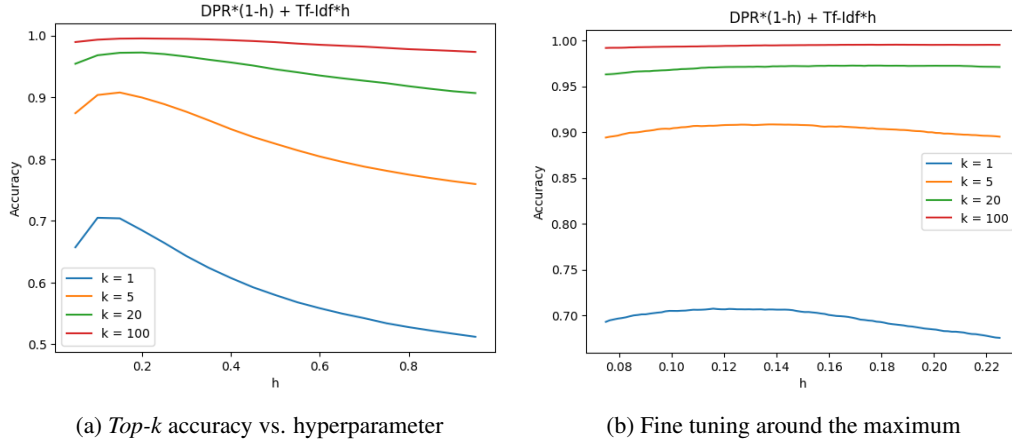 DPR*(1-h) + Tf-Idf*h
1.0
0.9
0.8
0.7
0.6
0.5
Accuracy
0.2
0.4
0.6
0.8
h
k = 1
k = 5
k = 20
k = 100
(a) Top-k accuracy vs. hyperparameter
DPR*(1-h) + Tf-Idf*h
1.00
0.95
0.90
0.85
0.80
0.75
0.70
Accuracy
0.08
0.10
0.12
0.14
0.16
0.18
0.20
0.22
h
k = 1
k = 5
k = 20
k = 100
(b) Fine tuning around the maximum